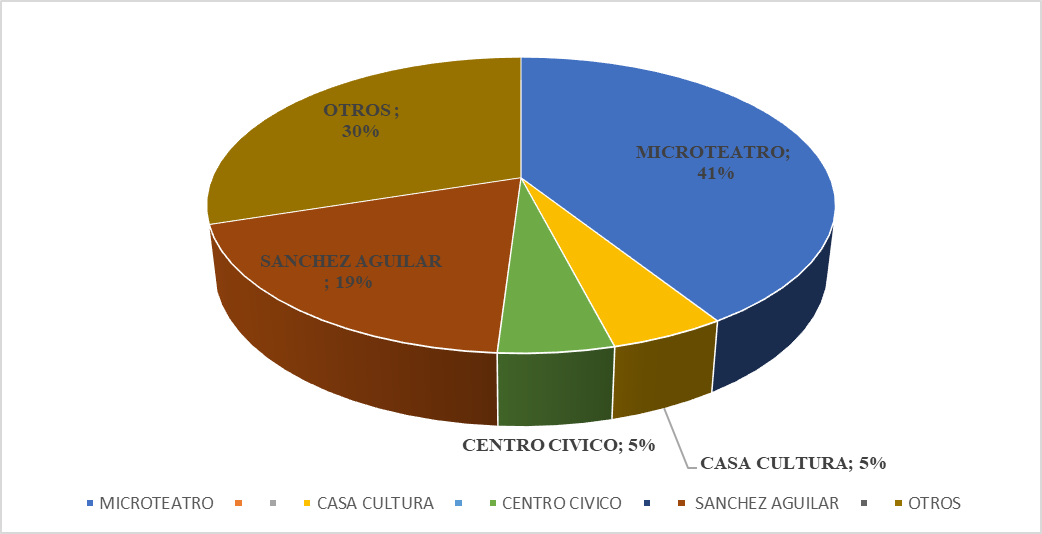 OTROS ;
30%
MICROTEATRO;
41%
SANCHEZ AGUILAR
; 19%
CENTRO CIVICO; 5%
CASA CULTURA; 5%
MICROTEATRO CASA CULTURA CENTRO CIVICO SANCHEZ AGUILAR OTROS